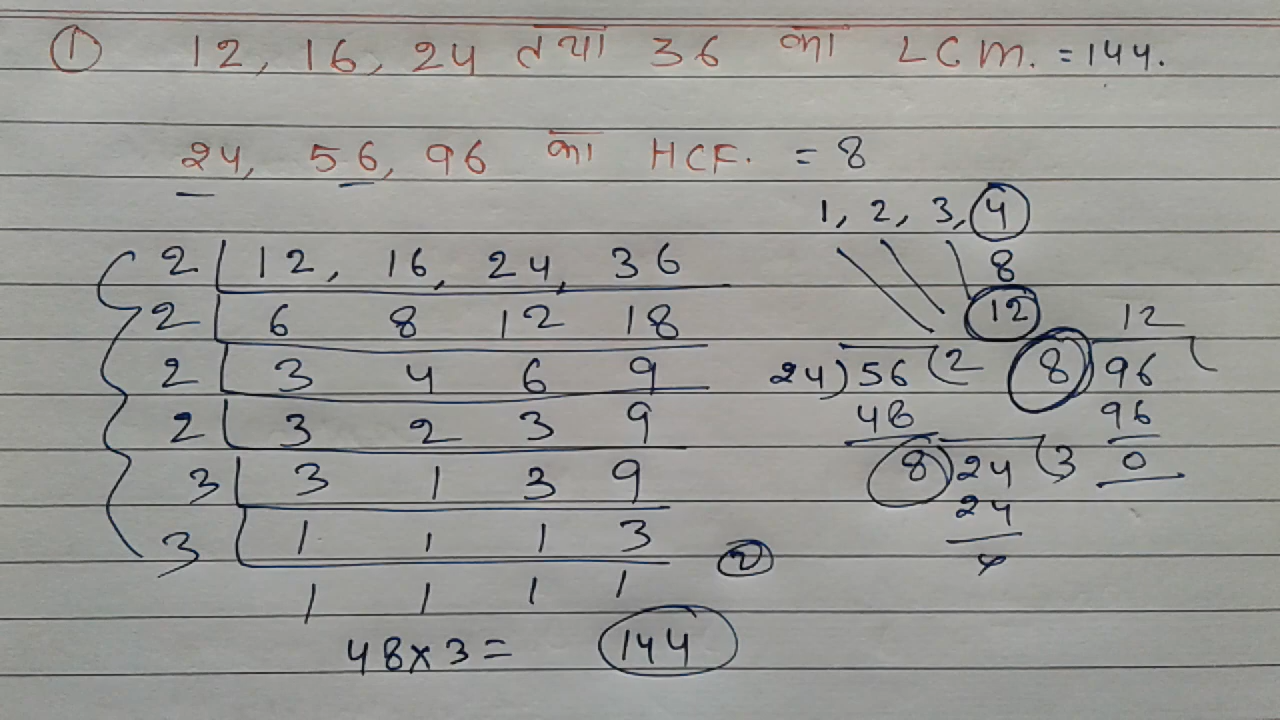 ① 12, 16, 24 तथा 36 का LCM. = 144.
24, 56, 96 का HCF. = 8
1, 2, 3, 4
8
12
2 12, 16, 24, 36
2 6 8 12 18
2 3 4 6 9
2 3 2 3 9
3 3 1 3 9
3 1 1 1 3
1 1 1 1
48×3= 144
24)56(2
48
8)24(3
24
×
12
8)96(
96
0
②